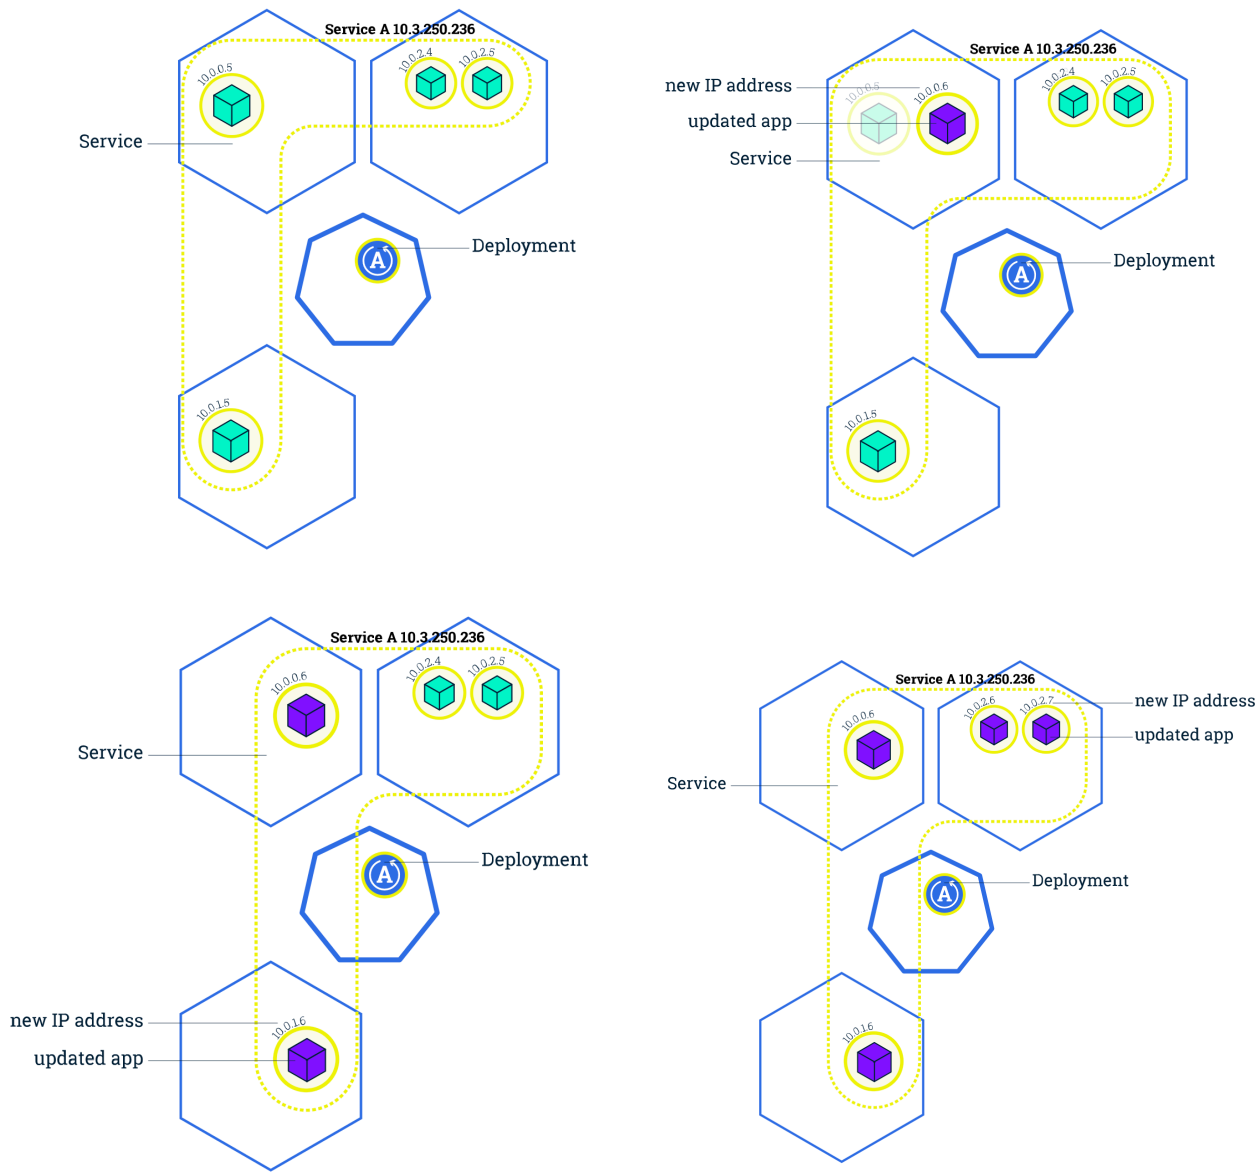 Service A 10.3.250.236
10.0.0.5
10.0.2.4
10.0.2.5
Service
A
Deployment
10.0.1.5
Service A 10.3.250.236
new IP address
10.0.0.5
10.0.0.6
10.0.2.4
10.0.2.5
updated app
Service
A
Deployment
10.0.1.5
Service A 10.3.250.236
10.0.0.6
10.0.2.4
10.0.2.5
Service
A
Deployment
new IP address
10.0.1.6
updated app
Service A 10.3.250.236
10.0.0.6
10.0.2.6
10.0.2.7
new IP address
updated app
Service
A
Deployment
10.0.1.6